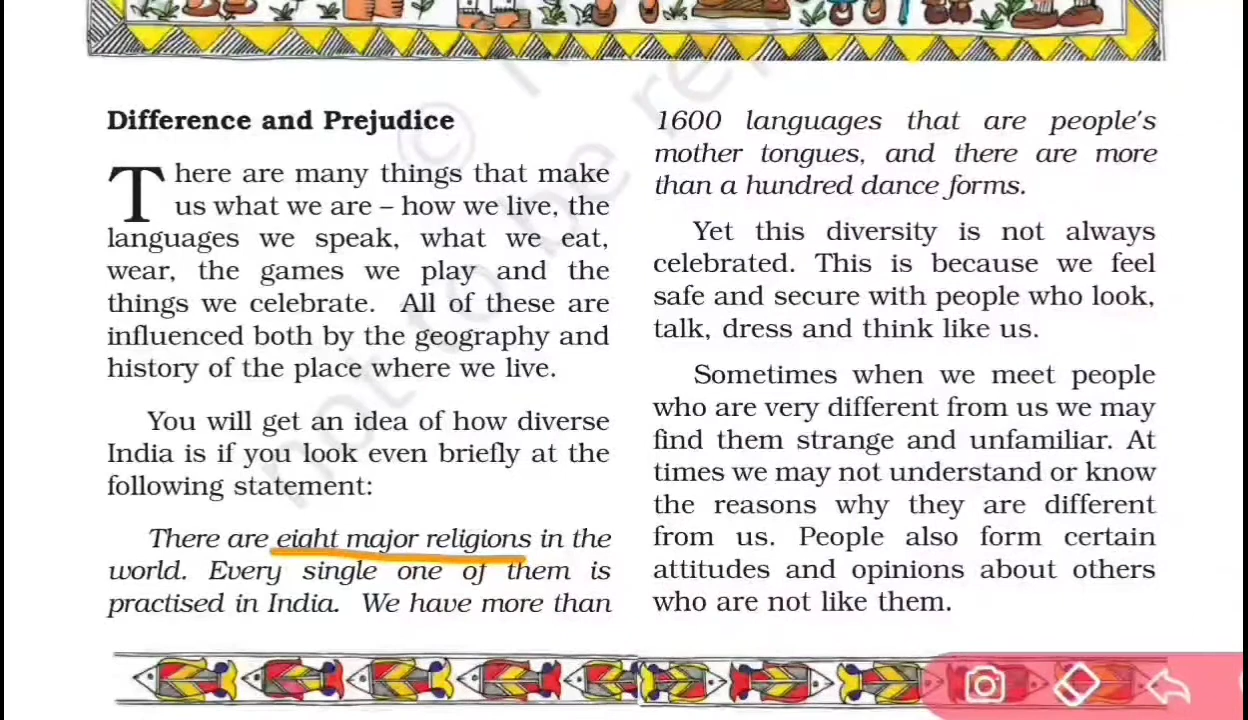 Difference and Prejudice
There are many things that make
us what we are – how we live, the
languages we speak, what we eat,
wear, the games we play and the
things we celebrate. All of these are
influenced both by the geography and
history of the place where we live.
You will get an idea of how diverse
India is if you look even briefly at the
following statement:
There are eight major religions in the
world. Every single one of them is
practised in India. We have more than
1600 languages that are people's
mother tongues, and there are more
than a hundred dance forms.
Yet this diversity is not always
celebrated. This is because we feel
safe and secure with people who look,
talk, dress and think like us.
Sometimes when we meet people
who are very different from us we may
find them strange and unfamiliar. At
times we may not understand or know
the reasons why they are different
from us. People also form certain
attitudes and opinions about others
who are not like them.
©
not to be